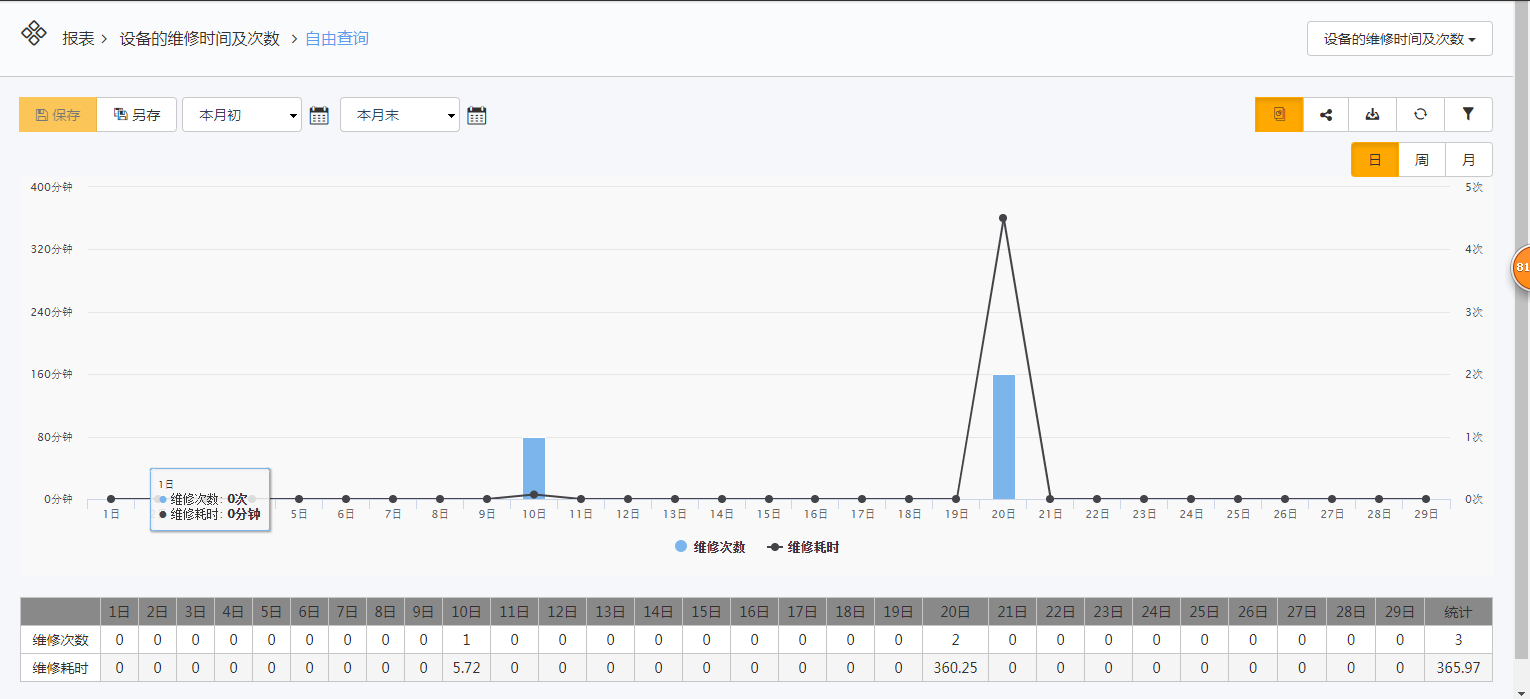 报表 > 设备的维修时间及次数 > 自由查询 设备的维修时间及次数
保存 另存 本月初 本月末
日 周 月
400分钟 5次
320分钟 4次
81
240分钟 3次
160分钟 2次
80分钟 1次
0分钟 0次
1日
维修次数: 0次
维修耗时: 0分钟
1日 5日 6日 7日 8日 9日 10日 11日 12日 13日 14日 15日 16日 17日 18日 19日 20日 21日 22日 23日 24日 25日 26日 27日 28日 29日
维修次数 维修耗时
1日 2日 3日 4日 5日 6日 7日 8日 9日 10日 11日 12日 13日 14日 15日 16日 17日 18日 19日 20日 21日 22日 23日 24日 25日 26日 27日 28日 29日 统计
维修次数 0 0 0 0 0 0 0 0 0 1 0 0 0 0 0 0 0 0 0 2 0 0 0 0 0 0 0 0 0 3
维修耗时 0 0 0 0 0 0 0 0 0 5.72 0 0 0 0 0 0 0 0 0 360.25 0 0 0 0 0 0 0 0 0 365.97